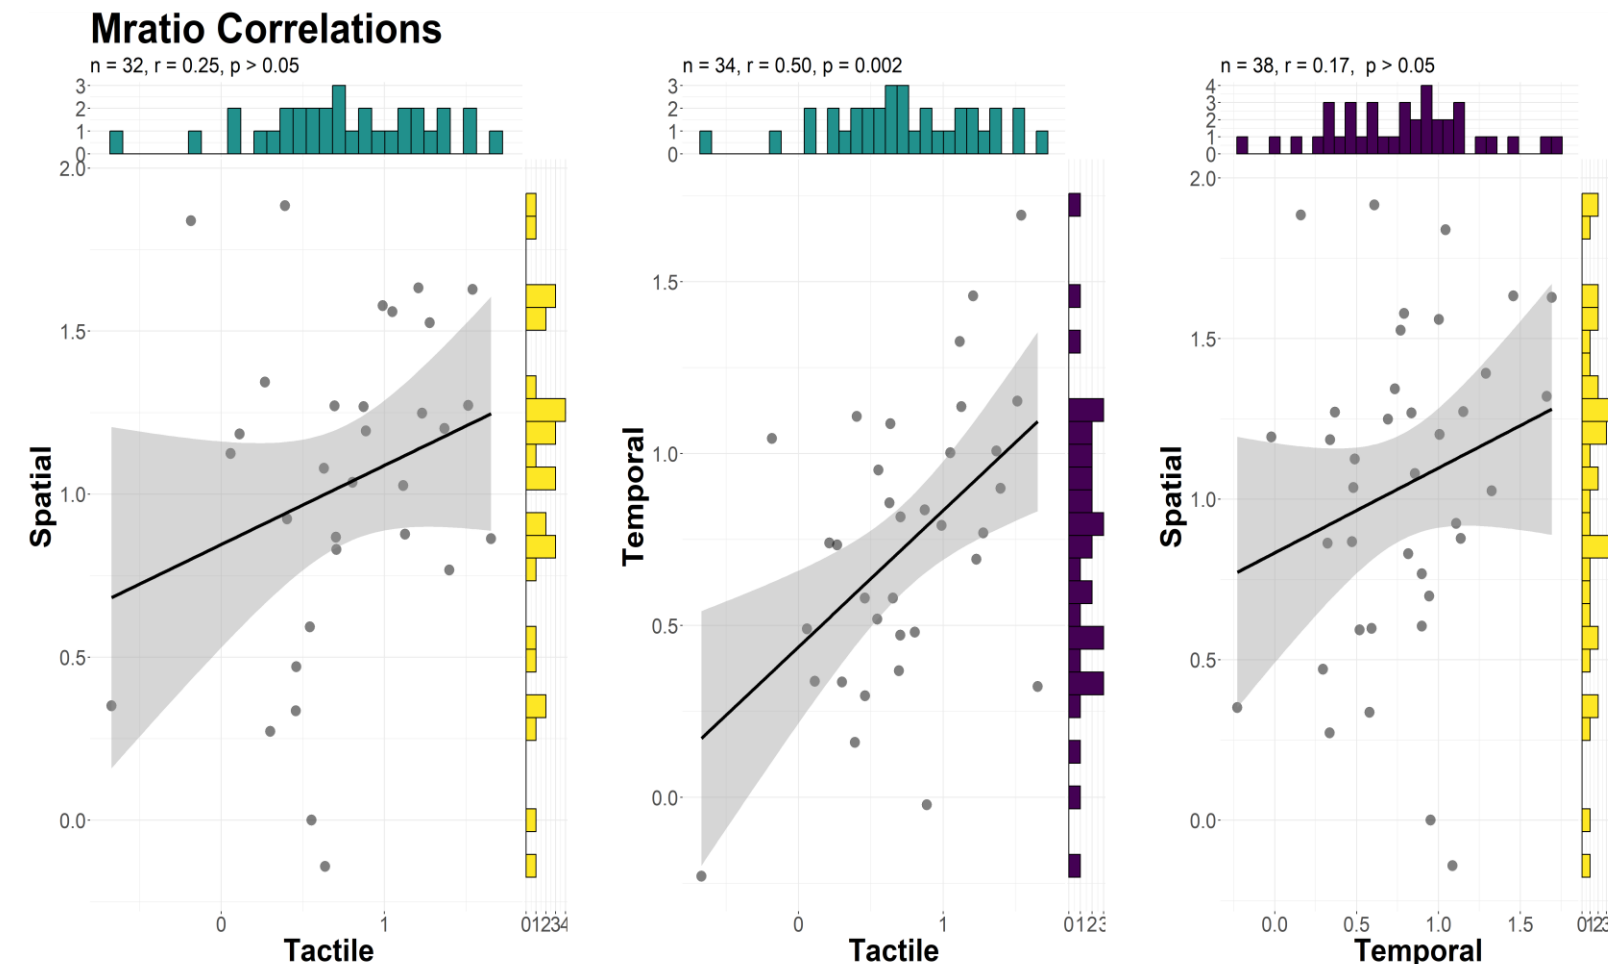 Mratio Correlations
n = 32, r = 0.25, p > 0.05
n = 34, r = 0.50, p = 0.002
n = 38, r = 0.17,  p > 0.05
3
2
1
0
3
2
1
0
4
3
2
1
0
2.0
1.5
1.0
0.5
0.0
Spatial
1.5
1.0
0.5
0.0
Temporal
2.0
1.5
1.0
0.5
0.0
Spatial
0 1 01234
0 1 0123
0.0 0.5 1.0 1.5 0123
Tactile
Tactile
Temporal